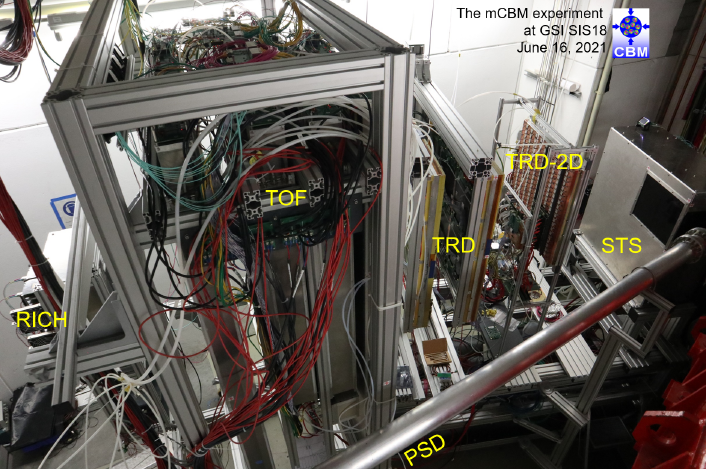 The mCBM experiment
at GSI SIS18
June 16, 2021
CBM
TRD-2D
TOF
TRD
STS
RICH
PSD